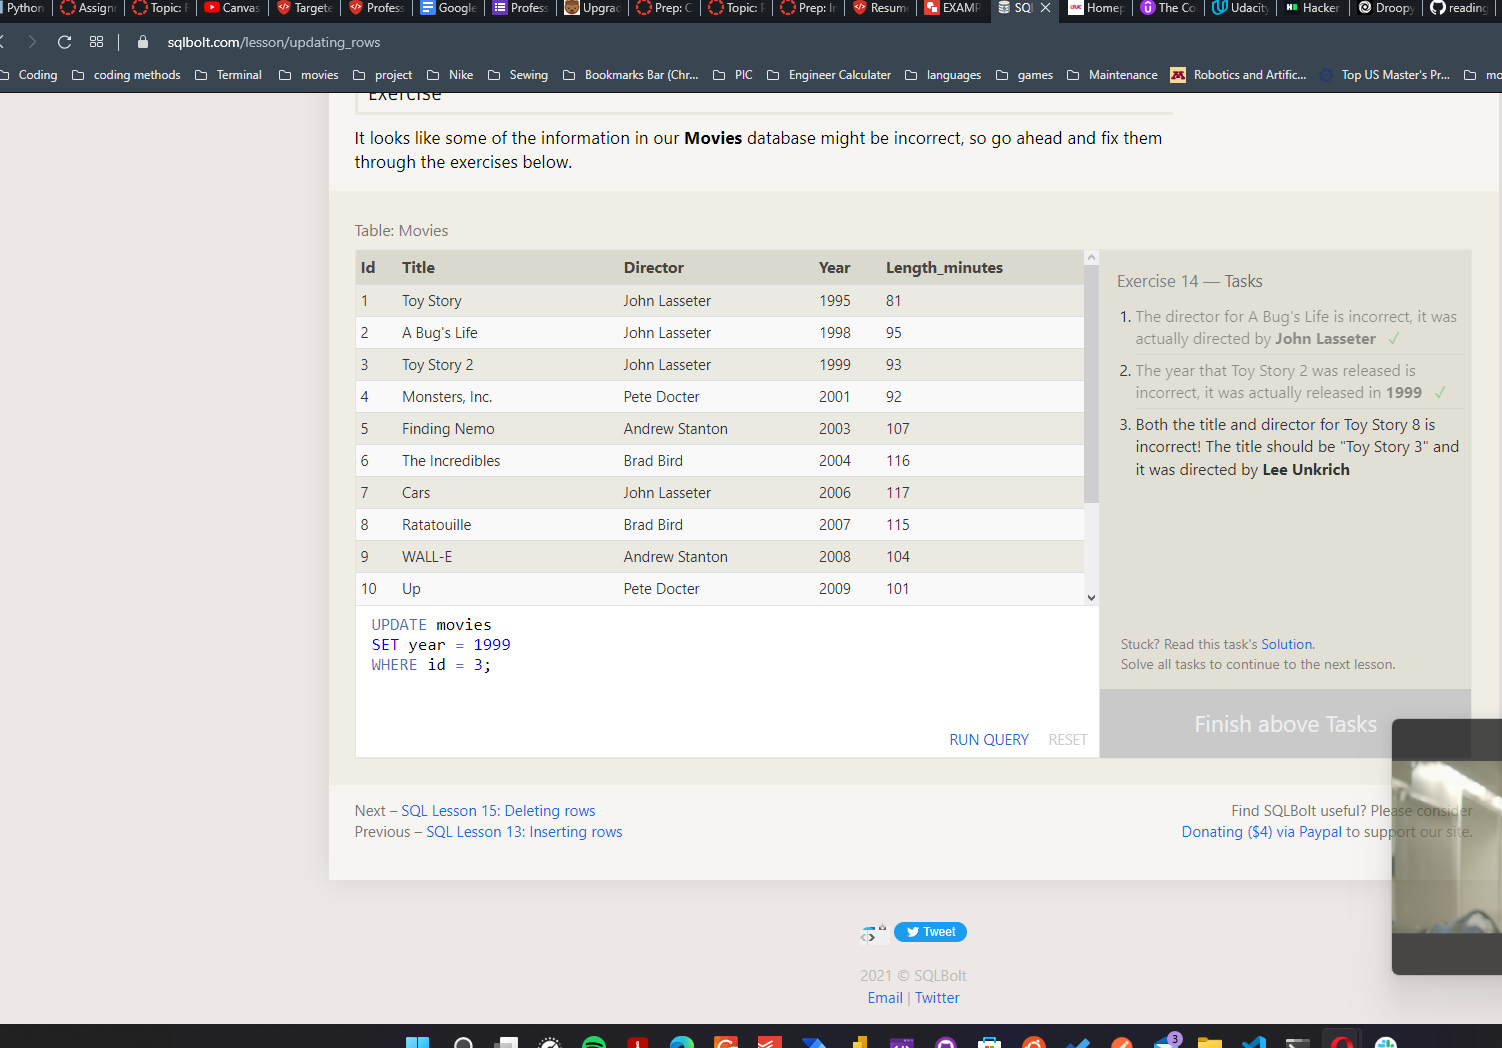 Python
Assignn
Topic: F
Canvas
Targete
Profess
Google
Profess
Upgrad
Prep: C
Topic: F
Prep: In
Resum
EXAMP
SQL
Homep
The Co
Udacity
Hacker
Droopy
reading
sqlbolt.com/lesson/updating_rows
Coding
coding methods
Terminal
movies
project
Nike
Sewing
Bookmarks Bar (Chr...
PIC
Engineer Calculater
languages
games
Maintenance
Robotics and Artific...
Top US Master's Pr...
mo
Exercise
It looks like some of the information in our Movies database might be incorrect, so go ahead and fix them
through the exercises below.
Table: Movies
Id Title Director Year Length_minutes
1 Toy Story John Lasseter 1995 81
2 A Bug's Life John Lasseter 1998 95
3 Toy Story 2 John Lasseter 1999 93
4 Monsters, Inc. Pete Docter 2001 92
5 Finding Nemo Andrew Stanton 2003 107
6 The Incredibles Brad Bird 2004 116
7 Cars John Lasseter 2006 117
8 Ratatouille Brad Bird 2007 115
9 WALL-E Andrew Stanton 2008 104
10 Up Pete Docter 2009 101
UPDATE movies
SET year = 1999
WHERE id = 3;
RUN QUERY RESET
Exercise 14 — Tasks
1. The director for A Bug's Life is incorrect, it was
actually directed by John Lasseter ✓
2. The year that Toy Story 2 was released is
incorrect, it was actually released in 1999 ✓
3. Both the title and director for Toy Story 8 is
incorrect! The title should be "Toy Story 3" and
it was directed by Lee Unkrich
Stuck? Read this task's Solution.
Solve all tasks to continue to the next lesson.
Finish above Tasks
Next – SQL Lesson 15: Deleting rows
Previous – SQL Lesson 13: Inserting rows
Find SQLBolt useful? Please consider
Donating ($4) via Paypal to support our site.
Tweet
2021 © SQLBolt
Email | Twitter
3